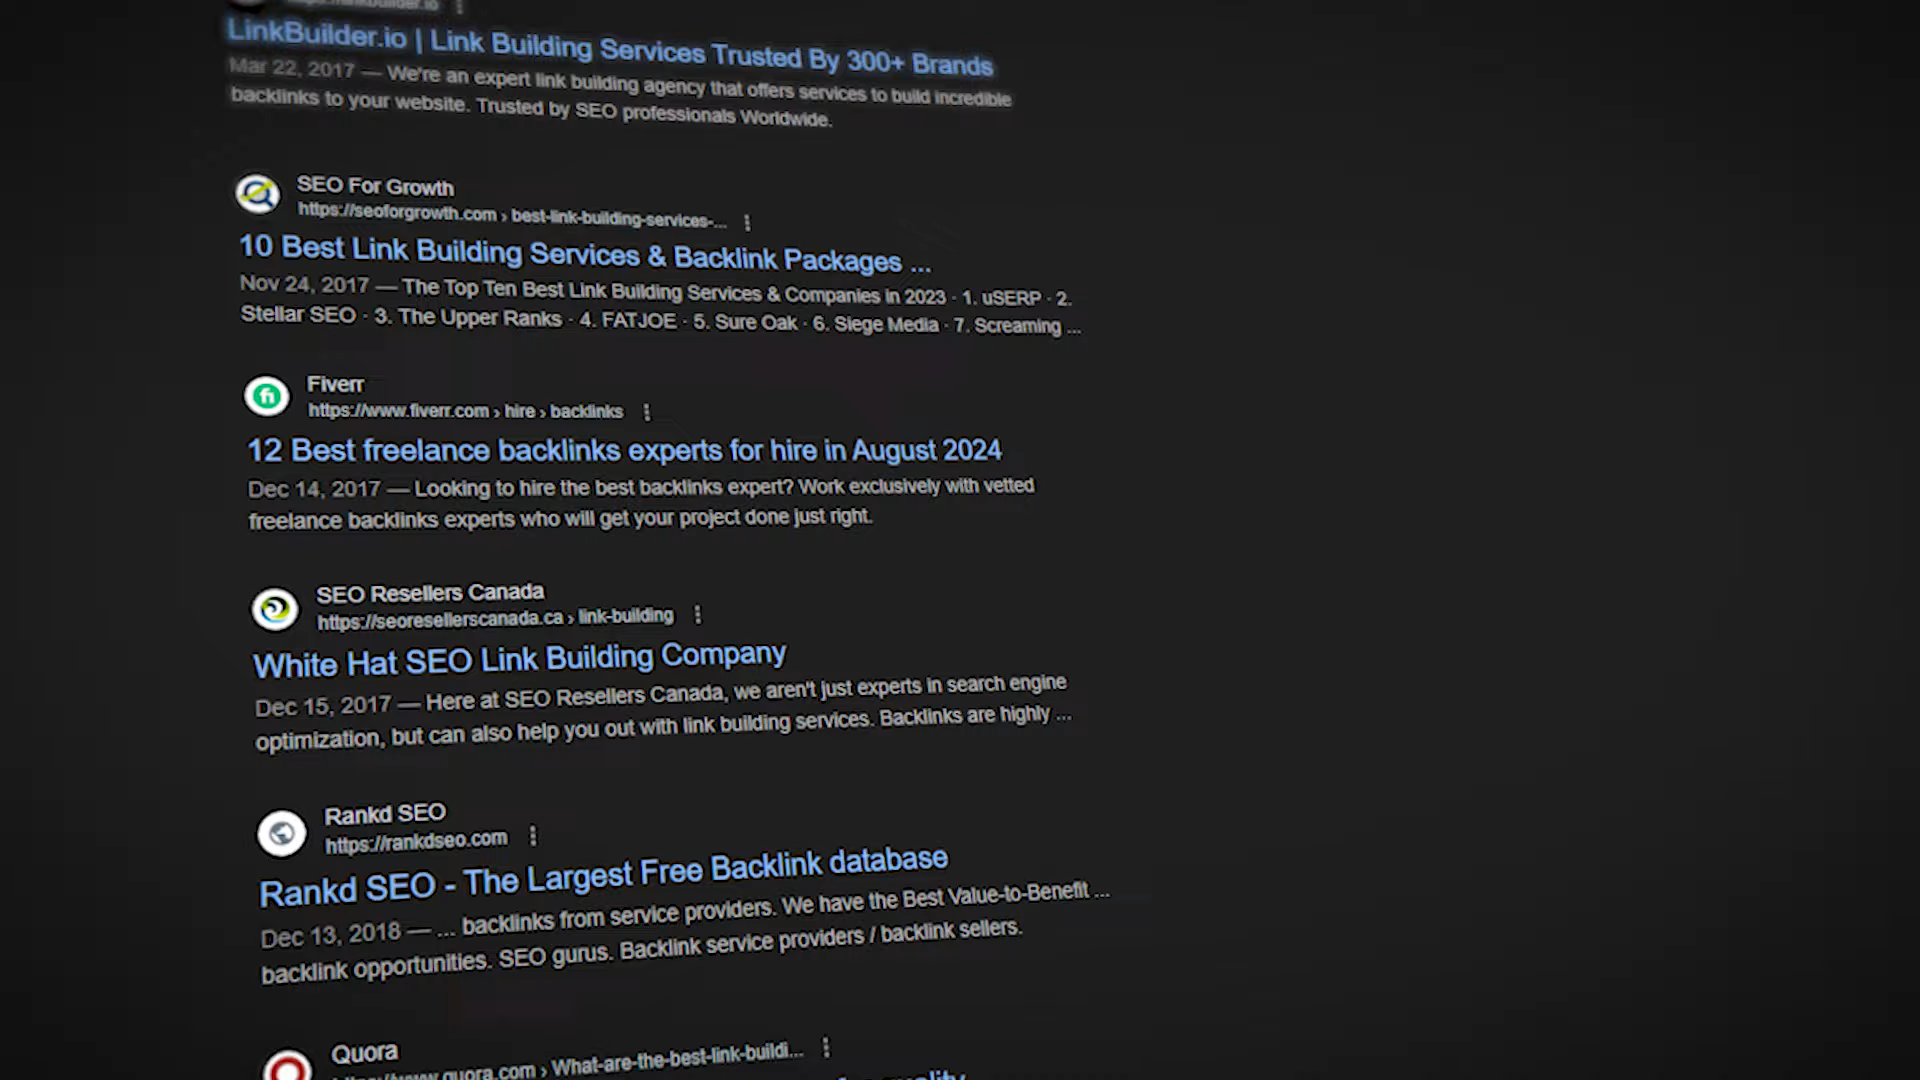 LinkBuilder.io | Link Building Services Trusted By 300+ Brands
Mar 22, 2017 — We're an expert link building agency that offers services to build incredible
backlinks to your website. Trusted by SEO professionals Worldwide.
SEO For Growth
https://seoforgrowth.com › best-link-building-services-...
10 Best Link Building Services & Backlink Packages ...
Nov 24, 2017 — The Top Ten Best Link Building Services & Companies in 2023 · 1. uSERP · 2.
Stellar SEO · 3. The Upper Ranks · 4. FATJOE · 5. Sure Oak · 6. Siege Media · 7. Screaming ...
Fiverr
https://www.fiverr.com › hire › backlinks
12 Best freelance backlinks experts for hire in August 2024
Dec 14, 2017 — Looking to hire the best backlinks expert? Work exclusively with vetted
freelance backlinks experts who will get your project done just right.
SEO Resellers Canada
https://seoresellerscanada.ca › link-building
White Hat SEO Link Building Company
Dec 15, 2017 — Here at SEO Resellers Canada, we aren't just experts in search engine
optimization, but can also help you out with link building services. Backlinks are highly ...
Rankd SEO
https://rankdseo.com
Rankd SEO - The Largest Free Backlink database
Dec 13, 2018 — ... backlinks from service providers. We have the Best Value-to-Benefit ...
backlink opportunities. SEO gurus. Backlink service providers / backlink sellers.
Quora
https://www.quora.com › What-are-the-best-link-buildi...
quality